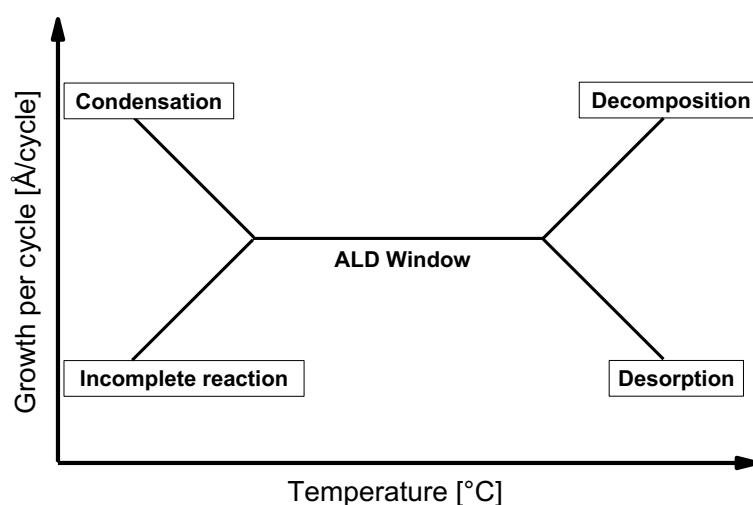 Condensation
Decomposition
Growth per cycle [Å/cycle]
ALD Window
Incomplete reaction
Desorption
Temperature [°C]